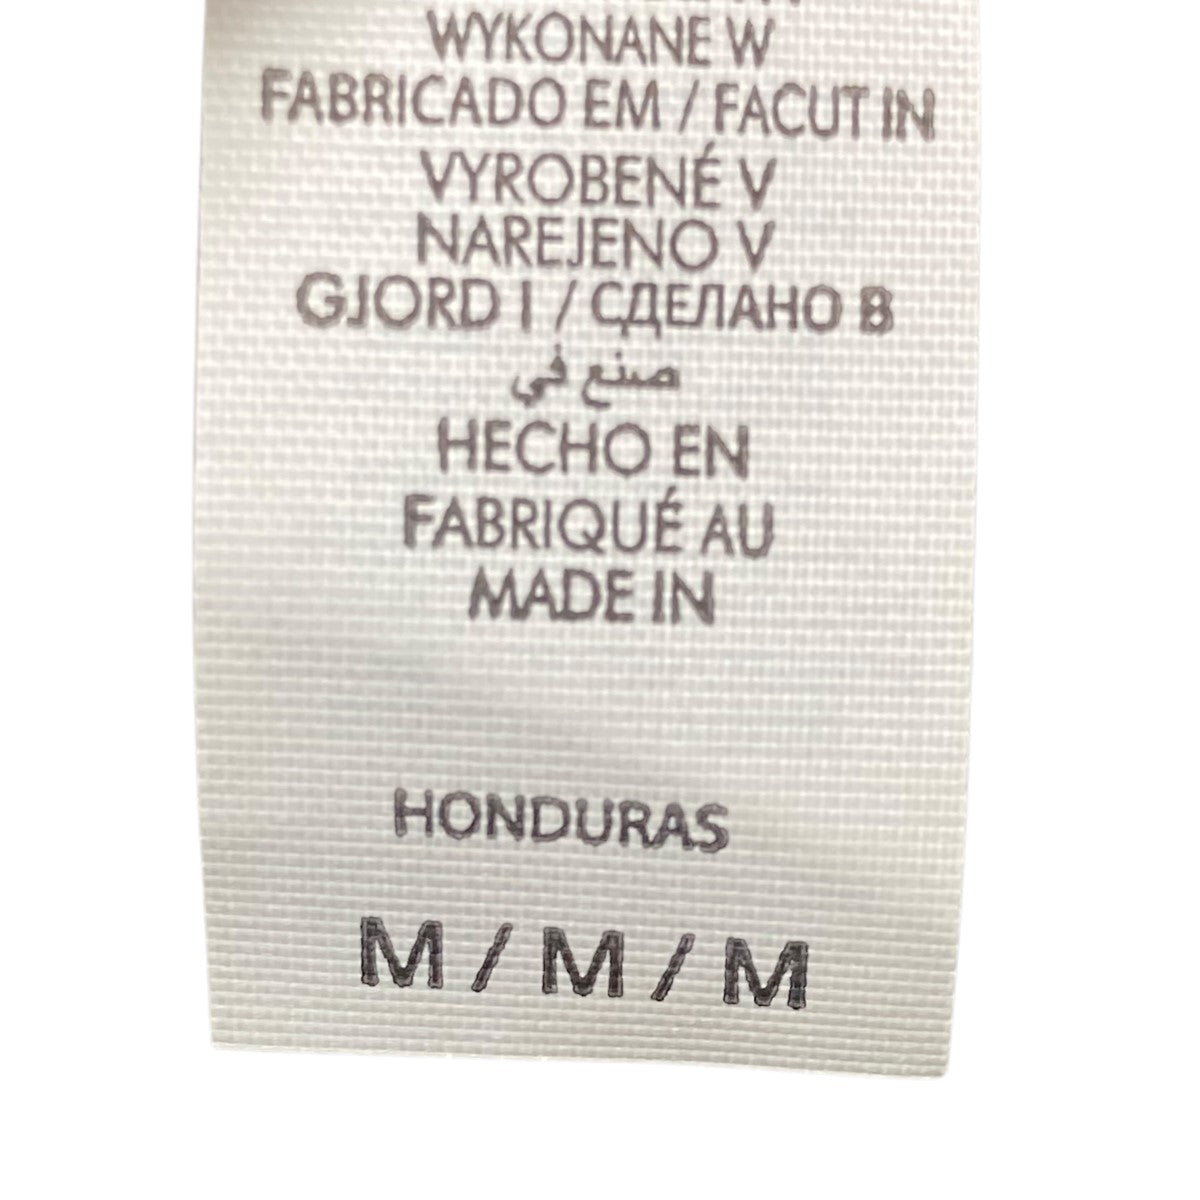 WYKONANE W
FABRICADO EM / FACUT IN
VYROBENÉ V
NAREJENO V
GJORD I / СДЕЛАНО В
صنع في
HECHO EN
FABRIQUÉ AU
MADE IN
HONDURAS
M / M / M